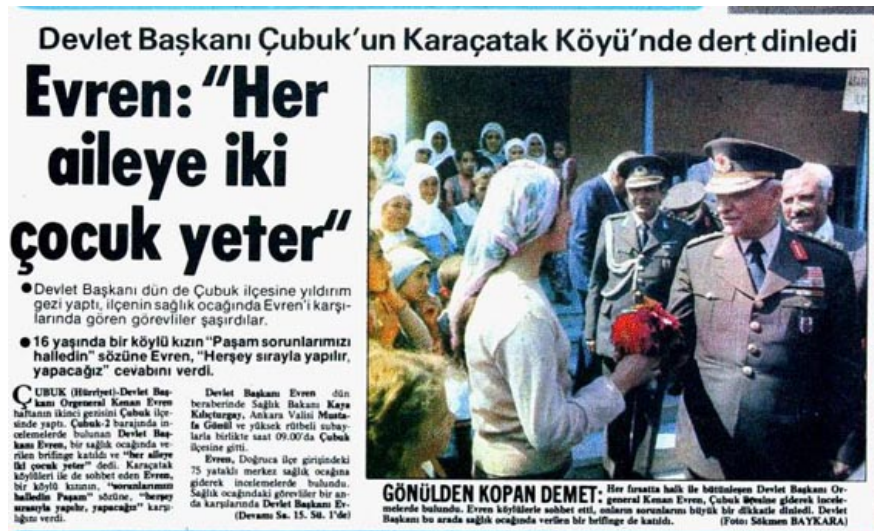 Devlet Başkanı Çubuk'un Karaçatak Köyü'nde dert dinledi
Evren: "Her
aileye iki
çocuk yeter"
●Devlet Başkanı dün de Çubuk ilçesine yıldırım
gezi yaptı, ilçenin sağlık ocağında Evren'i karşı-
larında gören görevliler şaşırdılar.
● 16 yaşında bir köylü kızın "Paşam sorunlarımızı
halledin" sözüne Evren, "Herşey sırayla yapılır,
yapacağız" cevabını verdi.
ÇUBUK (Hürriyet)-Devlet Baş-
kanı Orgeneral Kenan Evren
haftanın ikinci gezisini Çubuk ilçe-
sinde yaptı. Çubuk-2 barajında in-
celemelerde bulunan Devlet Baş-
kanı Evren, bir sağlık ocağında ve-
rilen brifinge katıldı ve "her aileye
iki çocuk yeter" dedi. Karaçatak
köylüleri ile de sohbet eden Evren,
bir köylü kızının, "sorunlarımızı
halledin Paşam" sözüne, "herşey
sırasıyla yapılır, yapacağız" karşı-
lığını verdi.
Devlet Başkanı Evren dün
beraberinde Sağlık Bakanı Kaya
Kılıçturgay, Ankara Valisi Musta-
fa Gönül ve yüksek rütbeli subay-
larla birlikte saat 09.00'da Çubuk
ilçesine gitti.
Evren, Doğruca ilçe girişindeki
75 yataklı merkez sağlık ocağına
giderek incelemelerde bulundu.
Sağlık ocağındaki görevliler bir an-
da karşılarında Devlet Başkanı Ev-
(Devamı Sa. 15. Sü. 1'de)
GÖNÜLDEN KOPAN DEMET: Her fırsatta halk ile bütünleşen Devlet Başkanı Or-
general Kenan Evren, Çubuk ilçesine giderek incele-
melerde bulundu. Evren köylülerle sohbet etti, onların sorunlarını büyük bir dikkatle dinledi. Devlet
Başkanı bu arada sağlık ocağında verilen bir brifinge de katıldı. (Foto: Sökmen BAYKARA)